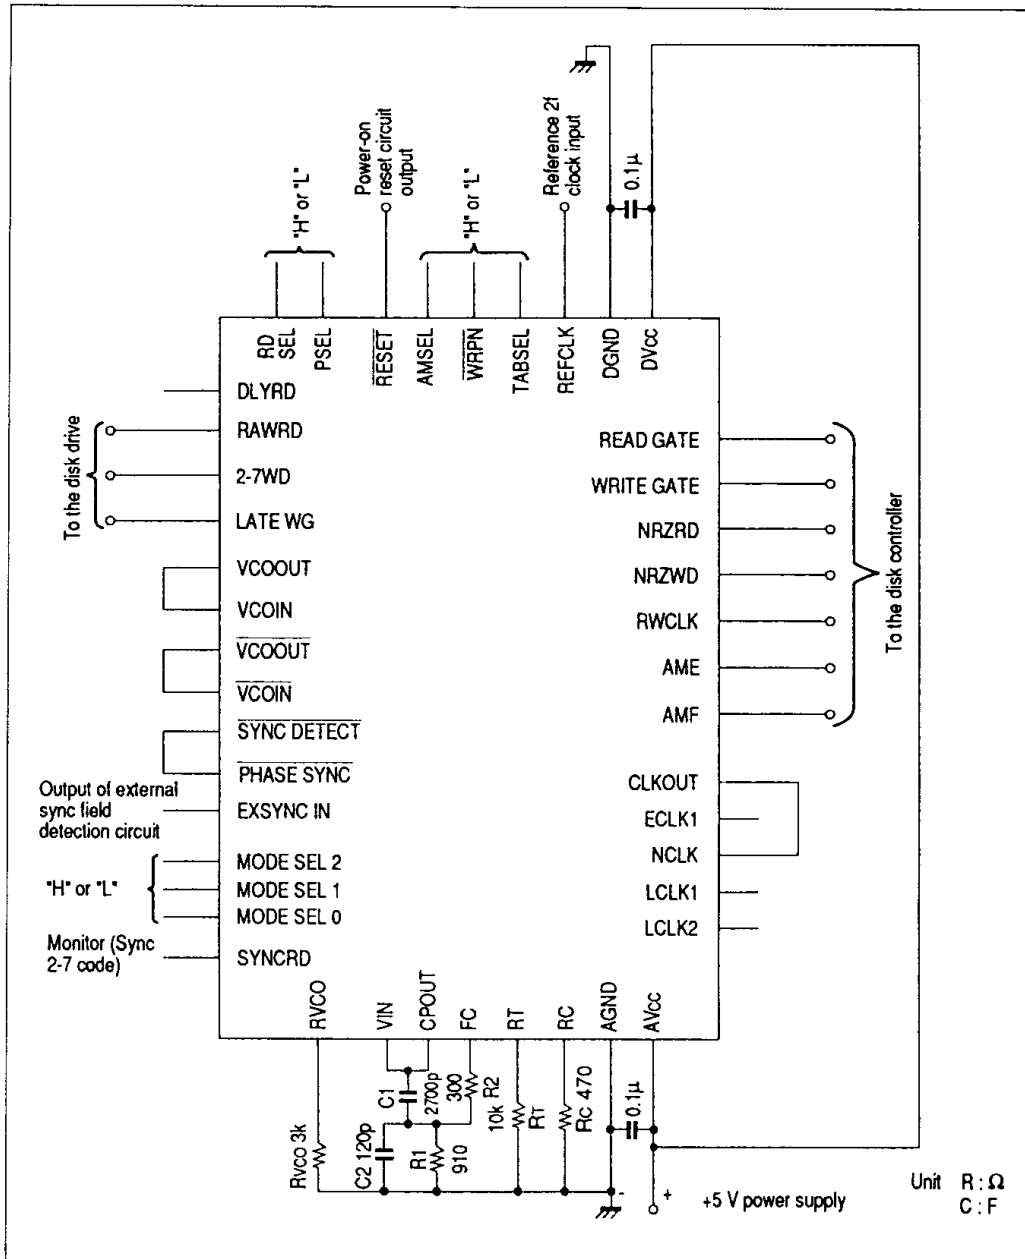 Power-on
reset circuit
output
Reference 2f
clock input
0.1μ
"H" or "L"
"H" or "L"
RD
SEL
PSEL
RESET
AMSEL
WRPN
TABSEL
REFCLK
DGND
DVcc
To the disk drive
DLYRD
RAWRD
2-7WD
LATE WG
VCOOUT
VCOIN
VCOOUT
VCOIN
SYNC DETECT
PHASE SYNC
Output of external
sync field
detection circuit
EXSYNC IN
"H" or "L"
MODE SEL 2
MODE SEL 1
MODE SEL 0
Monitor (Sync
2-7 code)
SYNCRD
READ GATE
WRITE GATE
NRZRD
NRZWD
RWCLK
AME
AMF
To the disk controller
CLKOUT
ECLK1
NCLK
LCLK1
LCLK2
RVCO
VIN
CPOUT
FC
RT
RC
AGND
AVcc
Rvco 3k
C1
2700p
C2 120p
R1
910
300
R2
10k
RT
Rc 470
0.1μ
-
+
+5 V power supply
Unit R : Ω
C : F